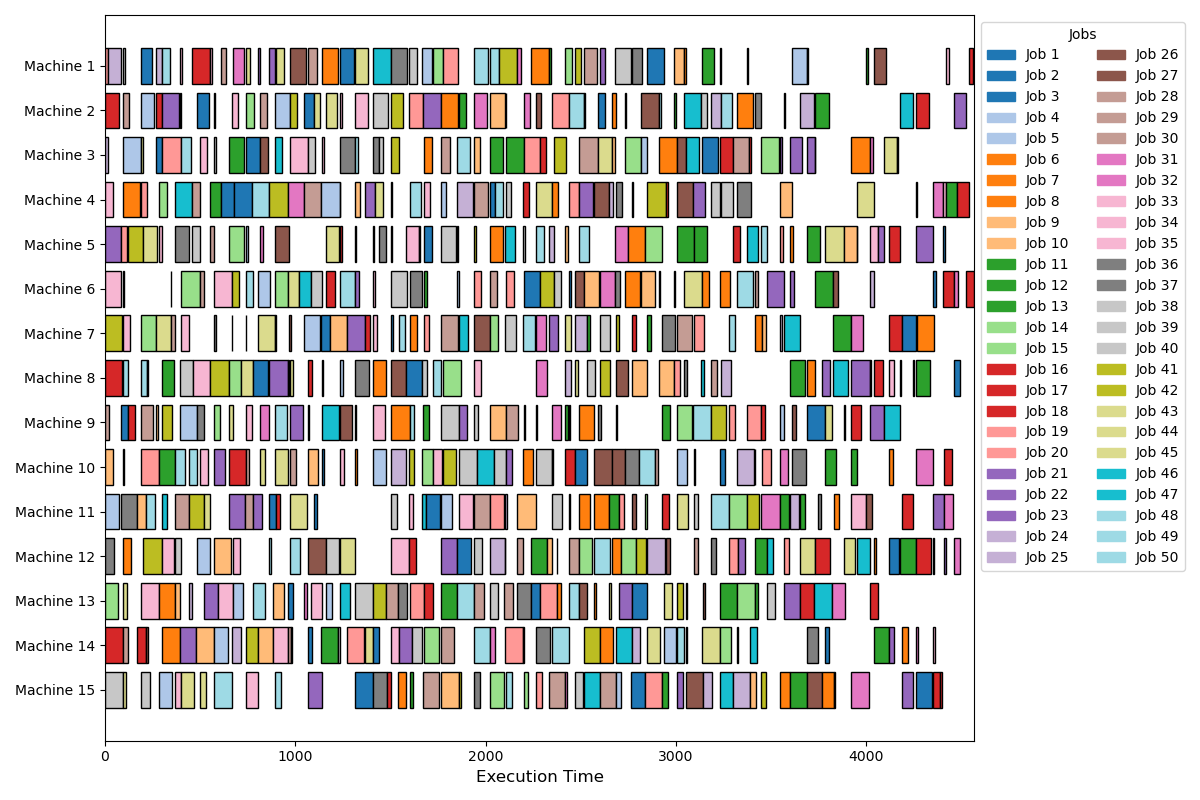 Machine 1
Machine 2
Machine 3
Machine 4
Machine 5
Machine 6
Machine 7
Machine 8
Machine 9
Machine 10
Machine 11
Machine 12
Machine 13
Machine 14
Machine 15
0 1000 2000 3000 4000
Execution Time
Jobs
Job 1
Job 2
Job 3
Job 4
Job 5
Job 6
Job 7
Job 8
Job 9
Job 10
Job 11
Job 12
Job 13
Job 14
Job 15
Job 16
Job 17
Job 18
Job 19
Job 20
Job 21
Job 22
Job 23
Job 24
Job 25
Job 26
Job 27
Job 28
Job 29
Job 30
Job 31
Job 32
Job 33
Job 34
Job 35
Job 36
Job 37
Job 38
Job 39
Job 40
Job 41
Job 42
Job 43
Job 44
Job 45
Job 46
Job 47
Job 48
Job 49
Job 50